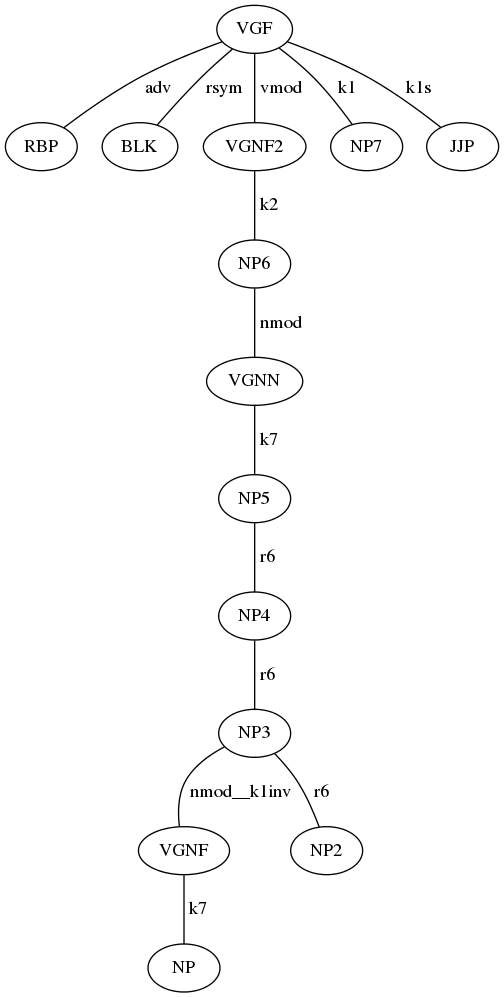 VGF
adv rsym vmod k1 k1s
RBP BLK VGNF2 NP7 JJP
k2
NP6
nmod
VGNN
k7
NP5
r6
NP4
r6
NP3
nmod__k1inv r6
VGNF NP2
k7
NP